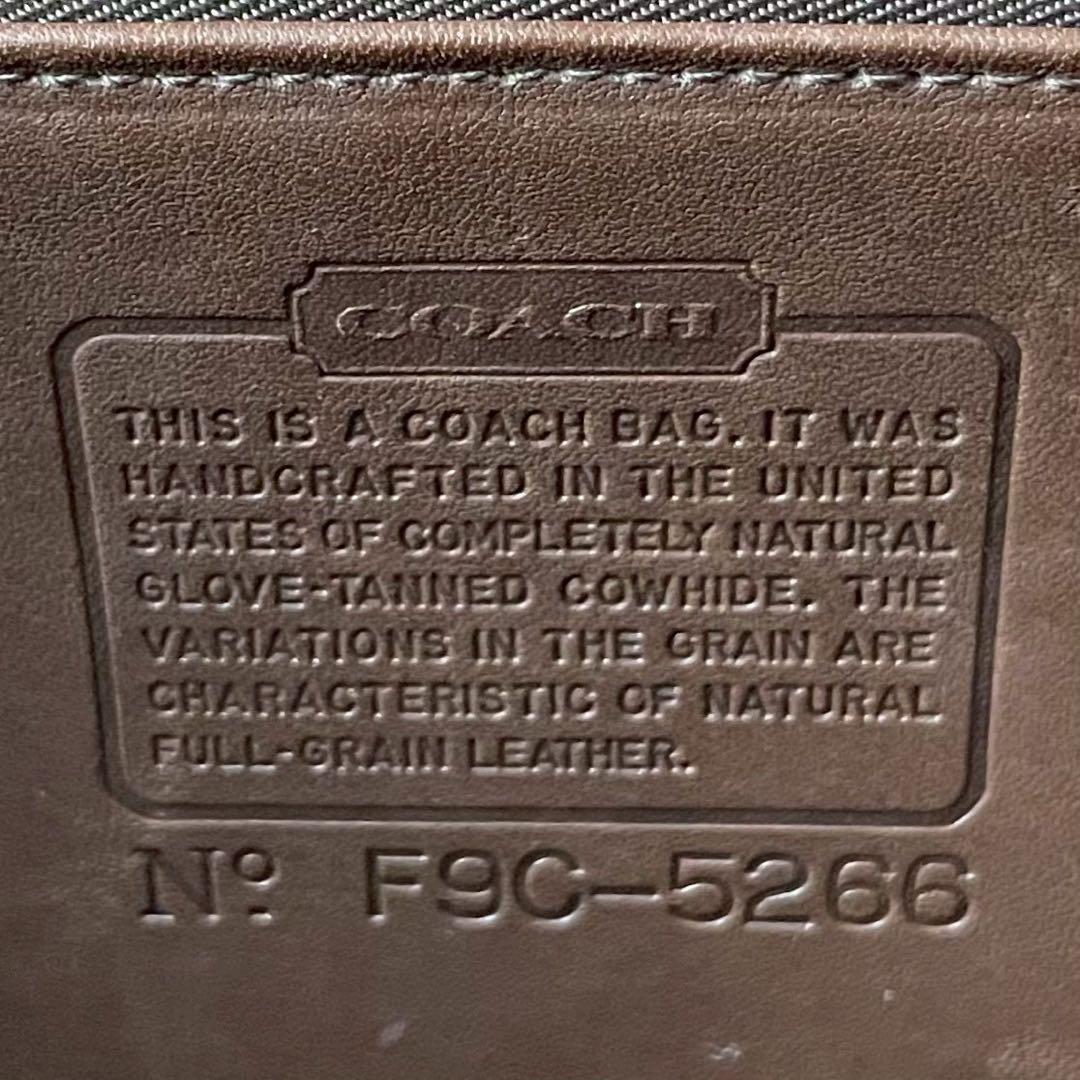 COACH
THIS IS A COACH BAG. IT WAS
HANDCRAFTED IN THE UNITED
STATES OF COMPLETELY NATURAL
GLOVE-TANNED COWHIDE. THE
VARIATIONS IN THE GRAIN ARE
CHARACTERISTIC OF NATURAL
FULL-GRAIN LEATHER.
Nº F9C-5266